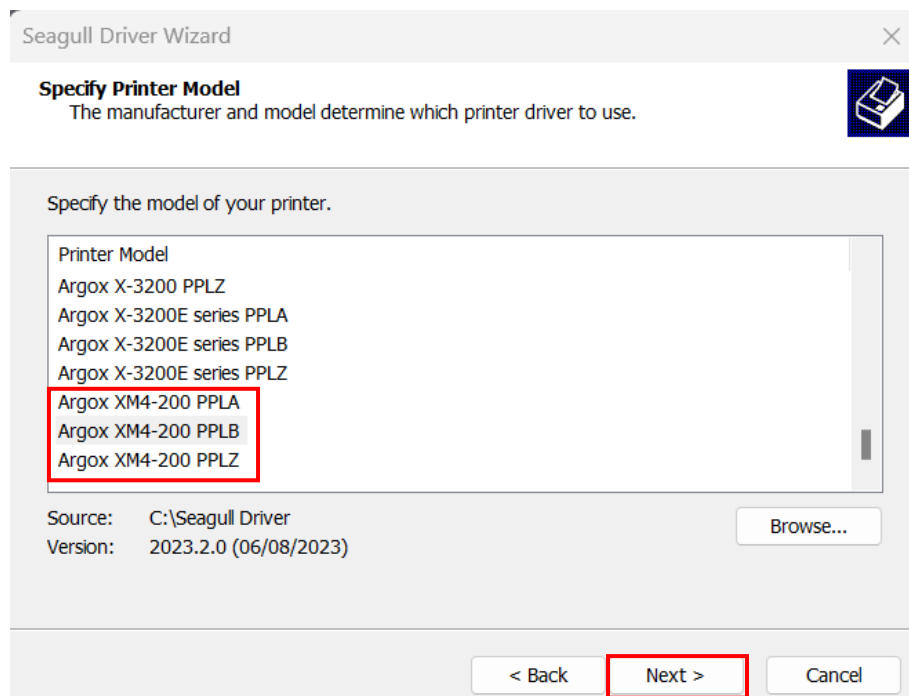 Seagull Driver Wizard
Specify Printer Model
The manufacturer and model determine which printer driver to use.
Specify the model of your printer.
Printer Model
Argox X-3200 PPLZ
Argox X-3200E series PPLA
Argox X-3200E series PPLB
Argox X-3200E series PPLZ
Argox XM4-200 PPLA
Argox XM4-200 PPLB
Argox XM4-200 PPLZ
Source: C:\Seagull Driver
Version: 2023.2.0 (06/08/2023)
Browse...
< Back Next > Cancel